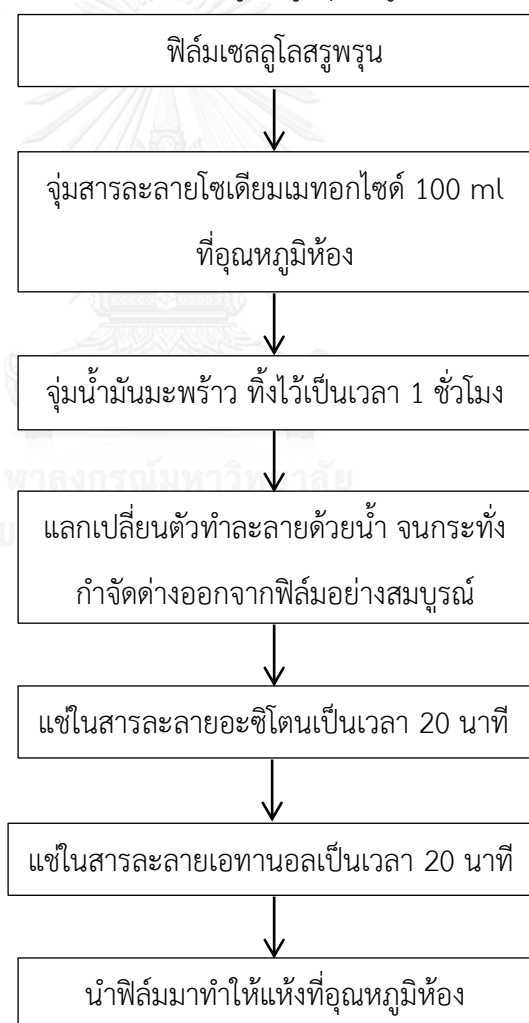 ฟิล์มเซลลูโลสรูพรุน
จุ่มสารละลายโซเดียมเมทอกไซด์ 100 ml
ที่อุณหภูมิห้อง
จุ่มน้ำมันมะพร้าว ทิ้งไว้เป็นเวลา 1 ชั่วโมง
แลกเปลี่ยนตัวทำละลายด้วยน้ำ จนกระทั่ง
กำจัดด่างออกจากฟิล์มอย่างสมบูรณ์
แช่ในสารละลายอะซิโตนเป็นเวลา 20 นาที
แช่ในสารละลายเอทานอลเป็นเวลา 20 นาที
นำฟิล์มมาทำให้แห้งที่อุณหภูมิห้อง